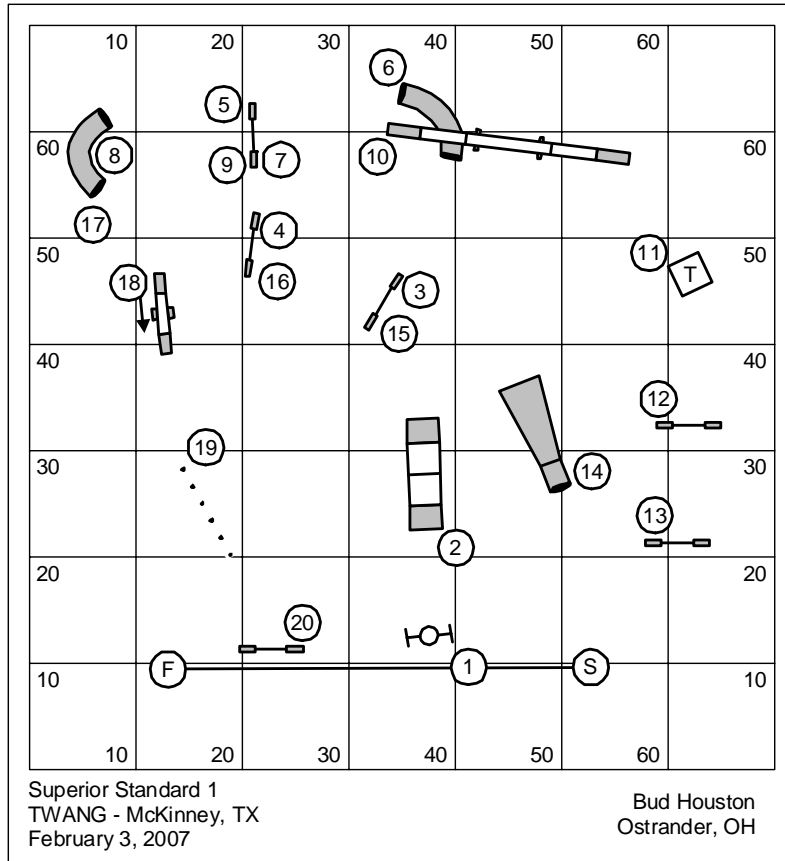 10 20 30 40 50 60
6
5
60 8 9 7 10 60
17
50 4 11 50
18 16 3 T
15
40 40
12
19
30 14 30
13
2
20 20
20
10 F 1 S 10
10 20 30 40 50 60
Superior Standard 1
TWANG - McKinney, TX
February 3, 2007
Bud Houston
Ostrander, OH